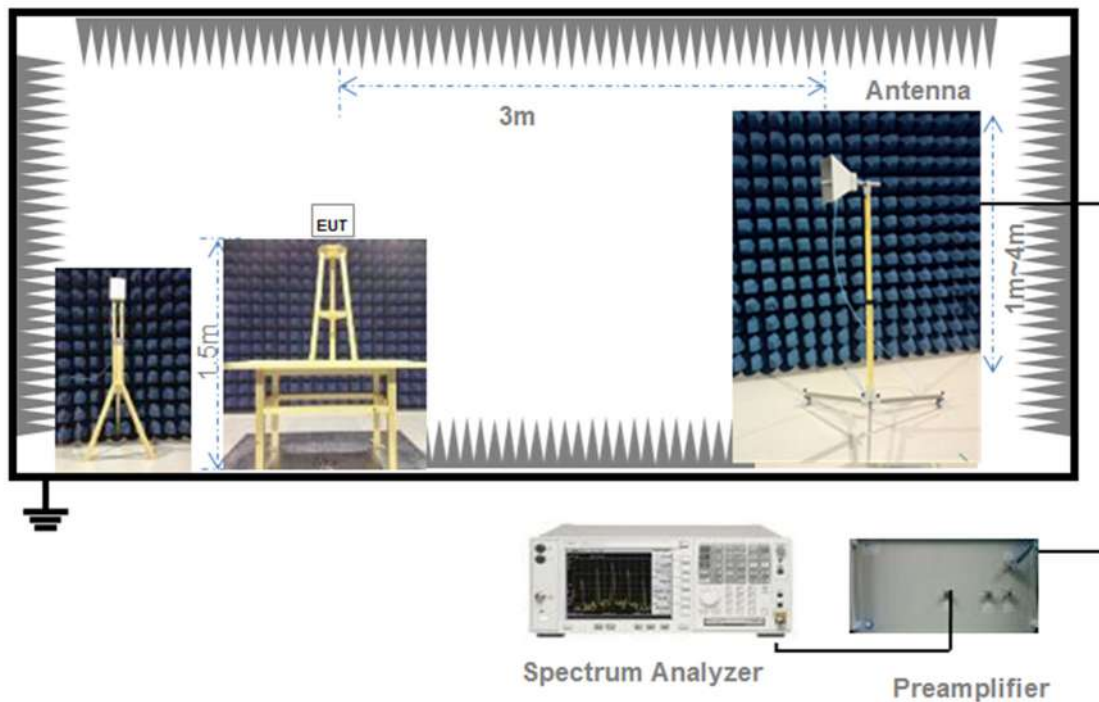 Antenna
3m
EUT
1.5m
1m~4m
Spectrum Analyzer
Preamplifier